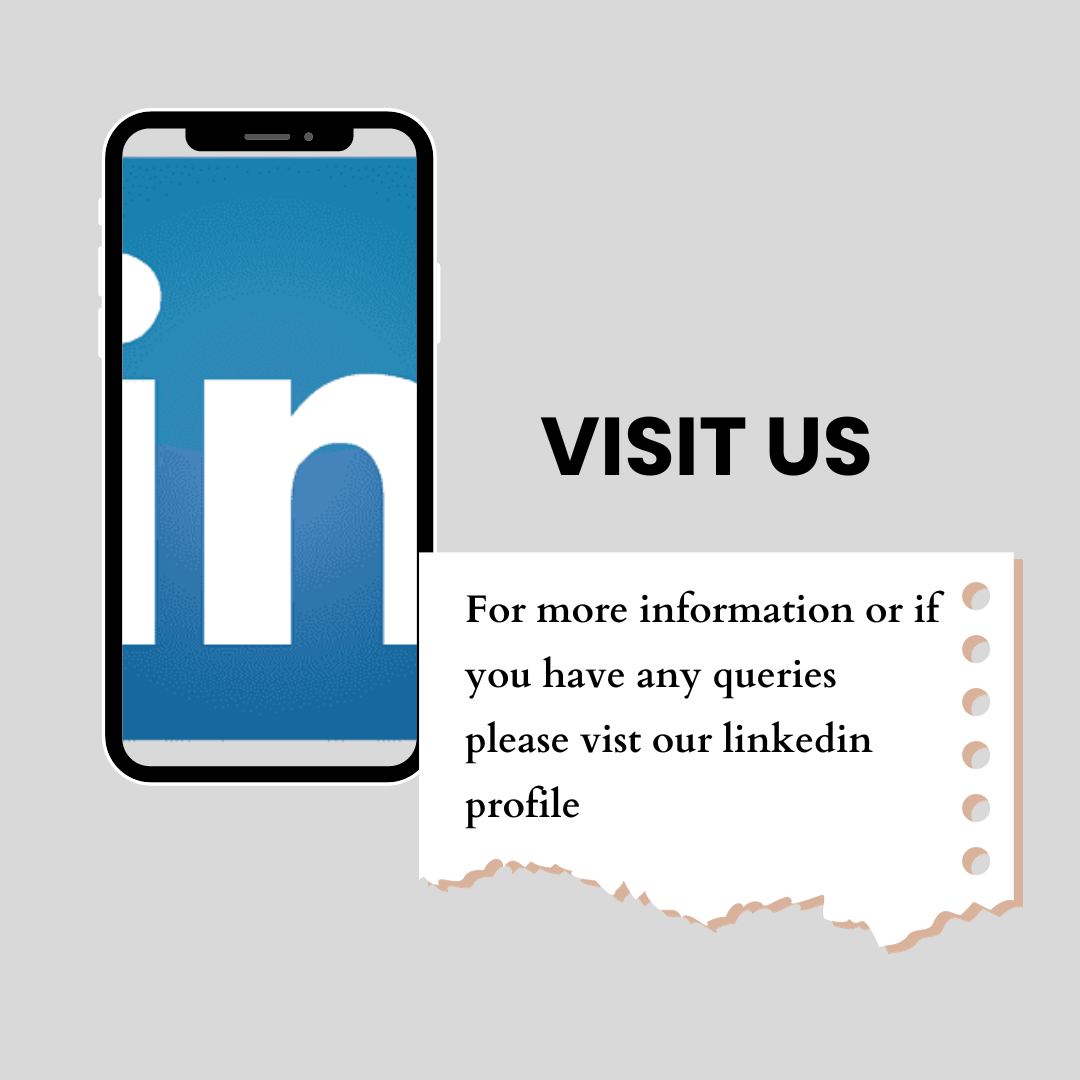 in
VISIT US
For more information or if
you have any queries
please vist our linkedin
profile